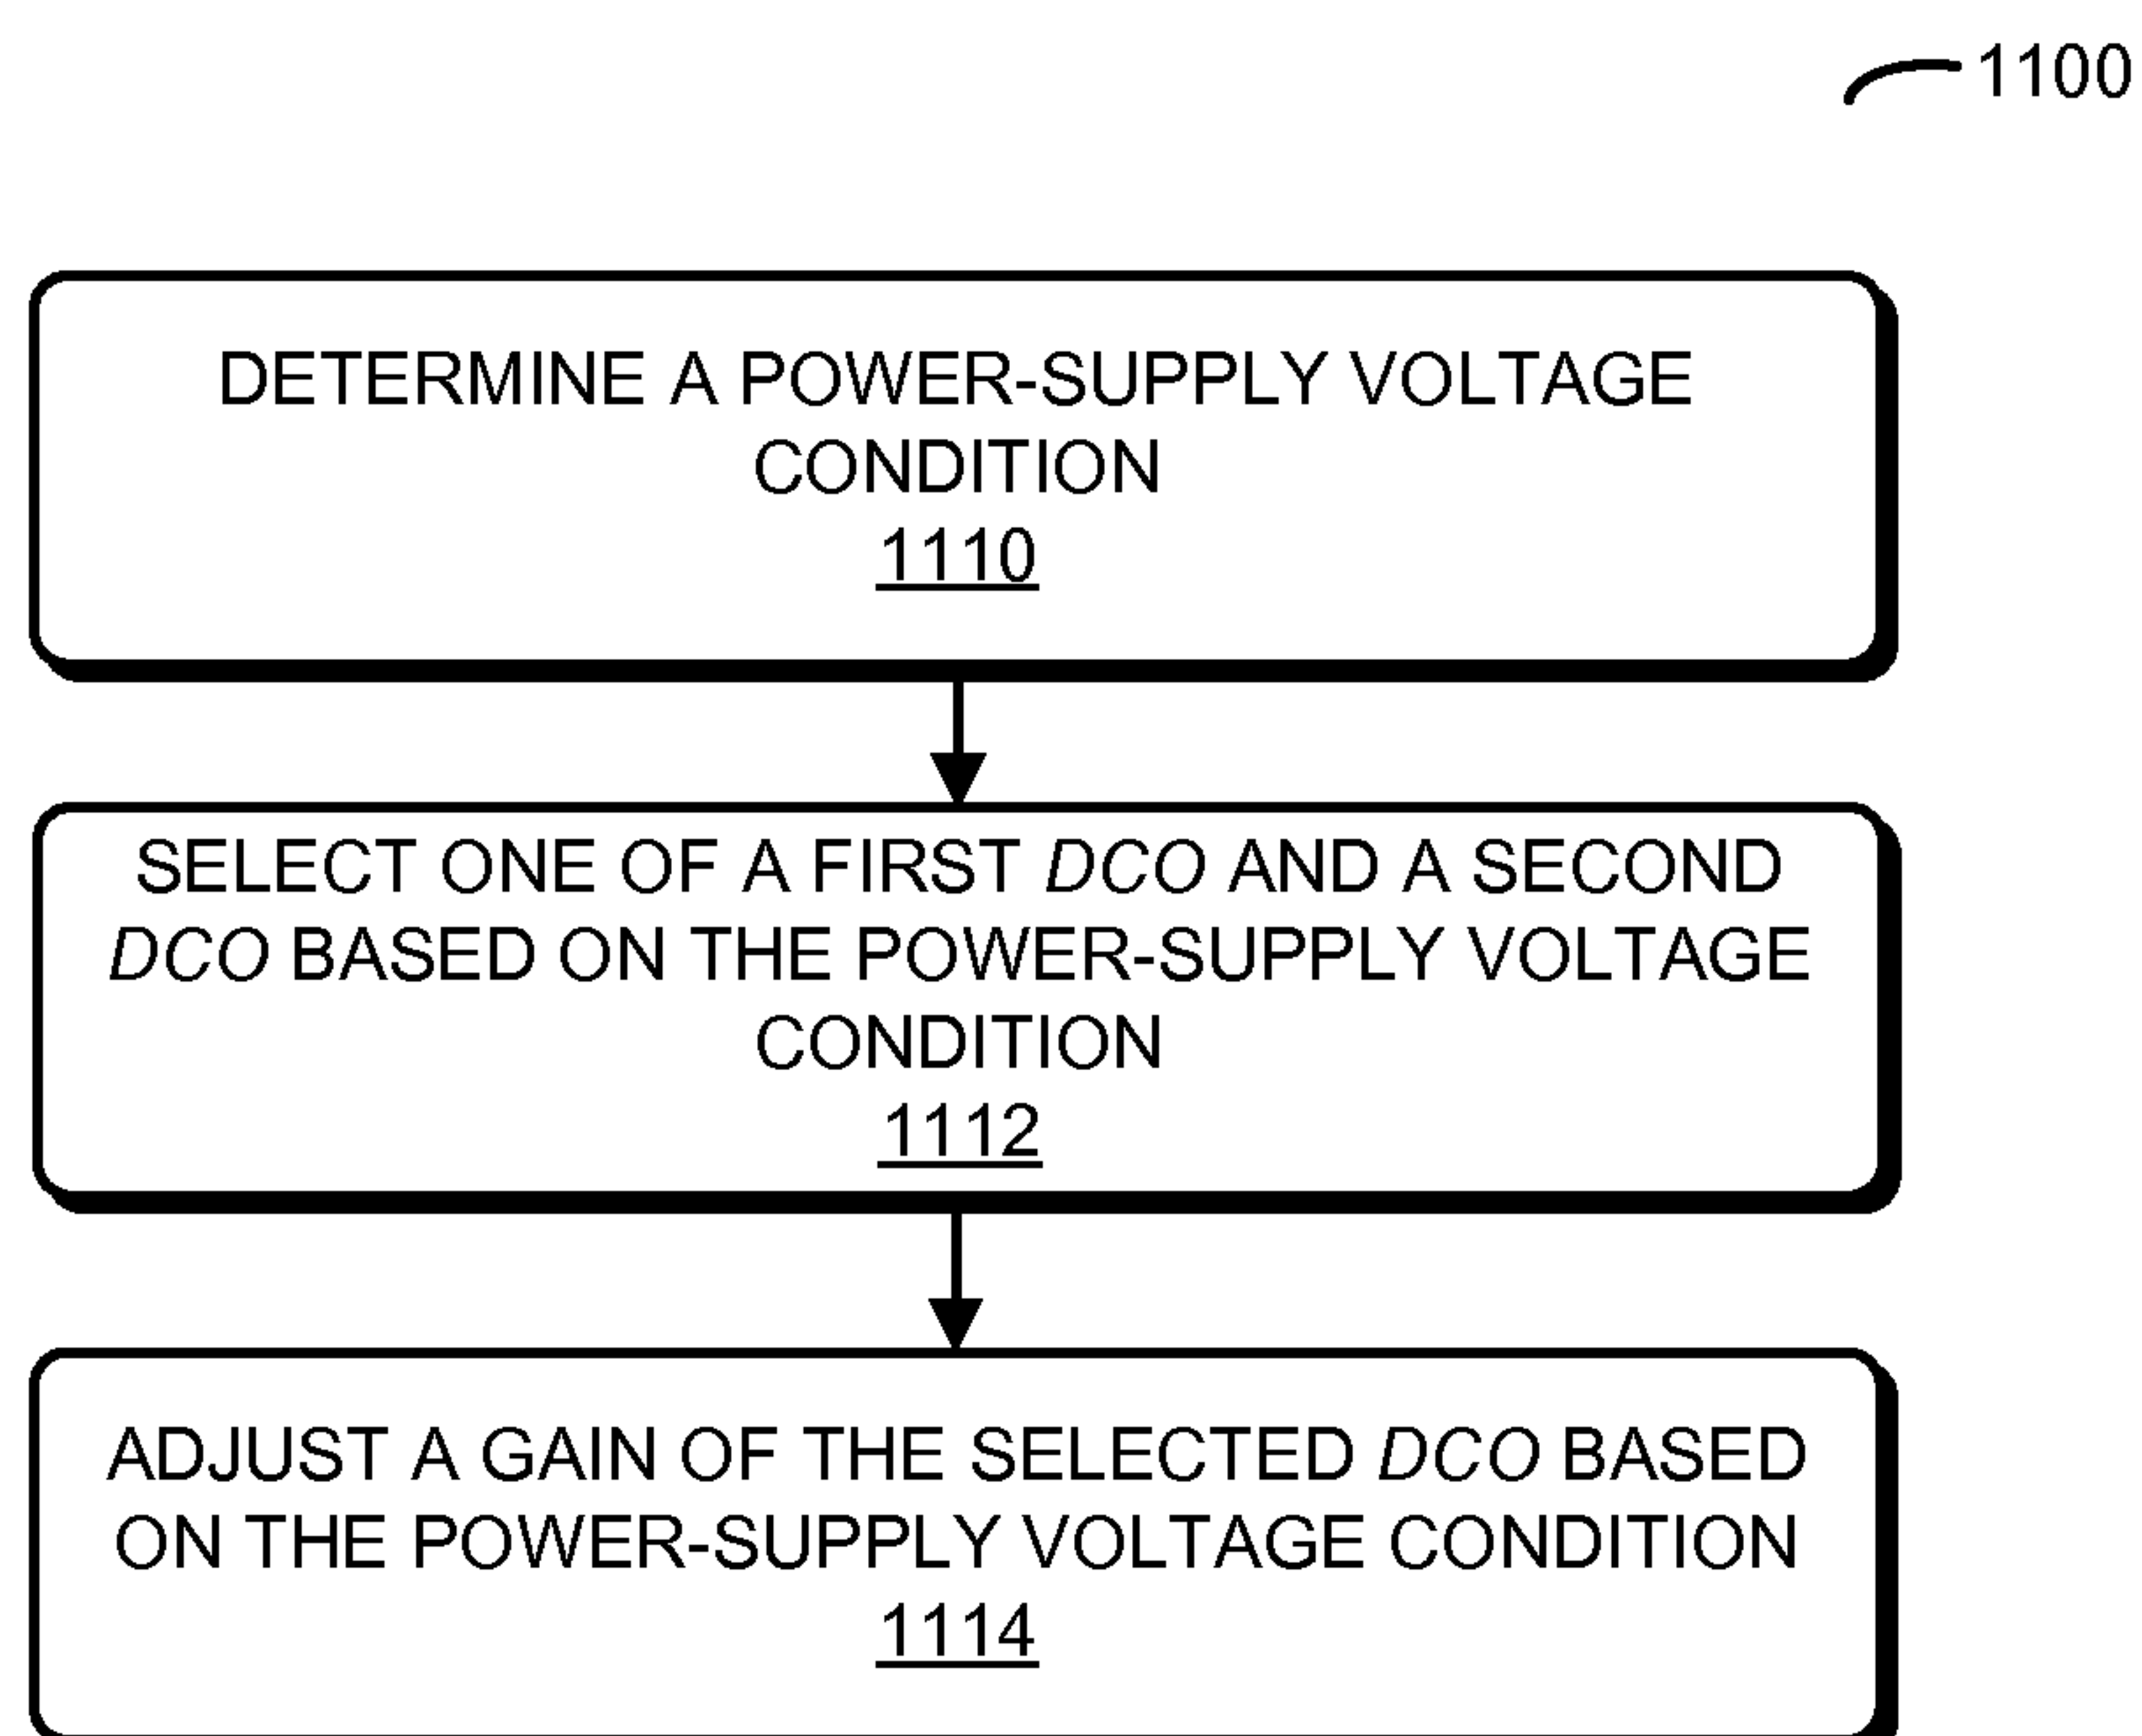 1100
DETERMINE A POWER-SUPPLY VOLTAGE
CONDITION
1110
SELECT ONE OF A FIRST DCO AND A SECOND
DCO BASED ON THE POWER-SUPPLY VOLTAGE
CONDITION
1112
ADJUST A GAIN OF THE SELECTED DCO BASED
ON THE POWER-SUPPLY VOLTAGE CONDITION
1114